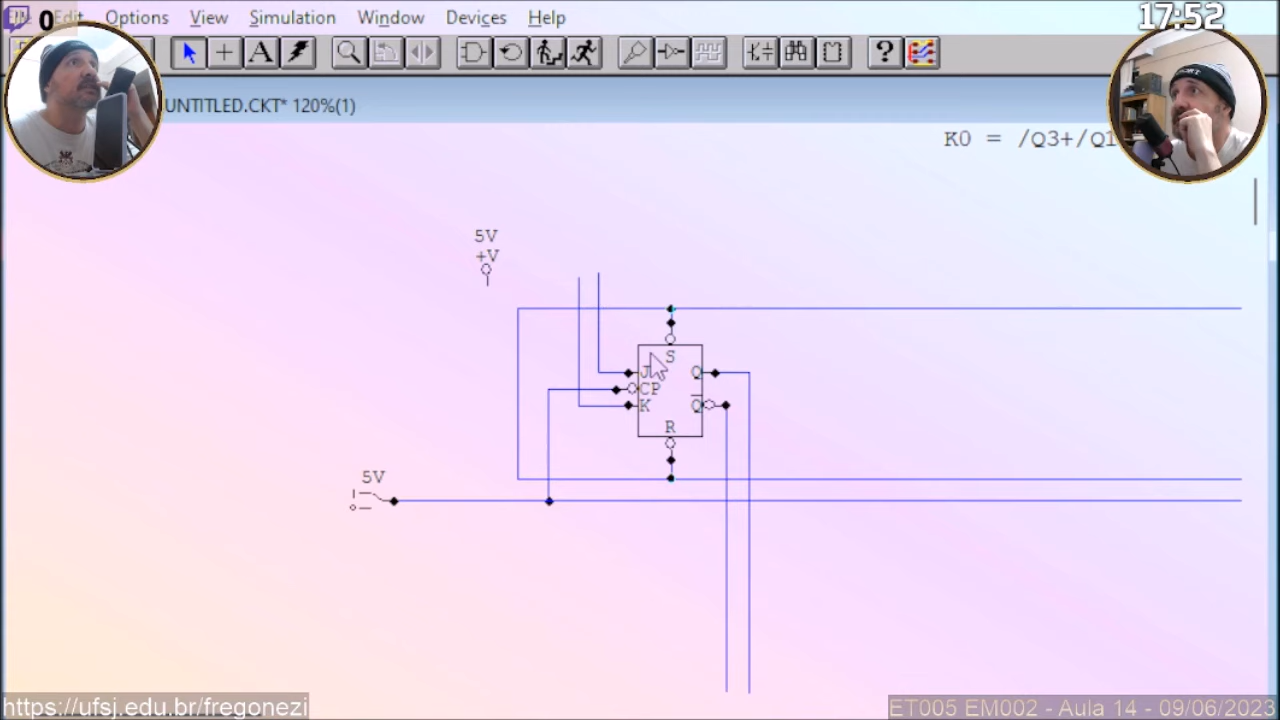 0
Edit Options View Simulation Window Devices Help
17:52
A
?
UNTITLED.CKT* 120%(1)
K0 = /Q3+/Q1
5V
+V
S
J Q
CP
K Q
R
5V
https://ufsj.edu.br/fregonezi
ET005 EM002 - Aula 14 - 09/06/2023